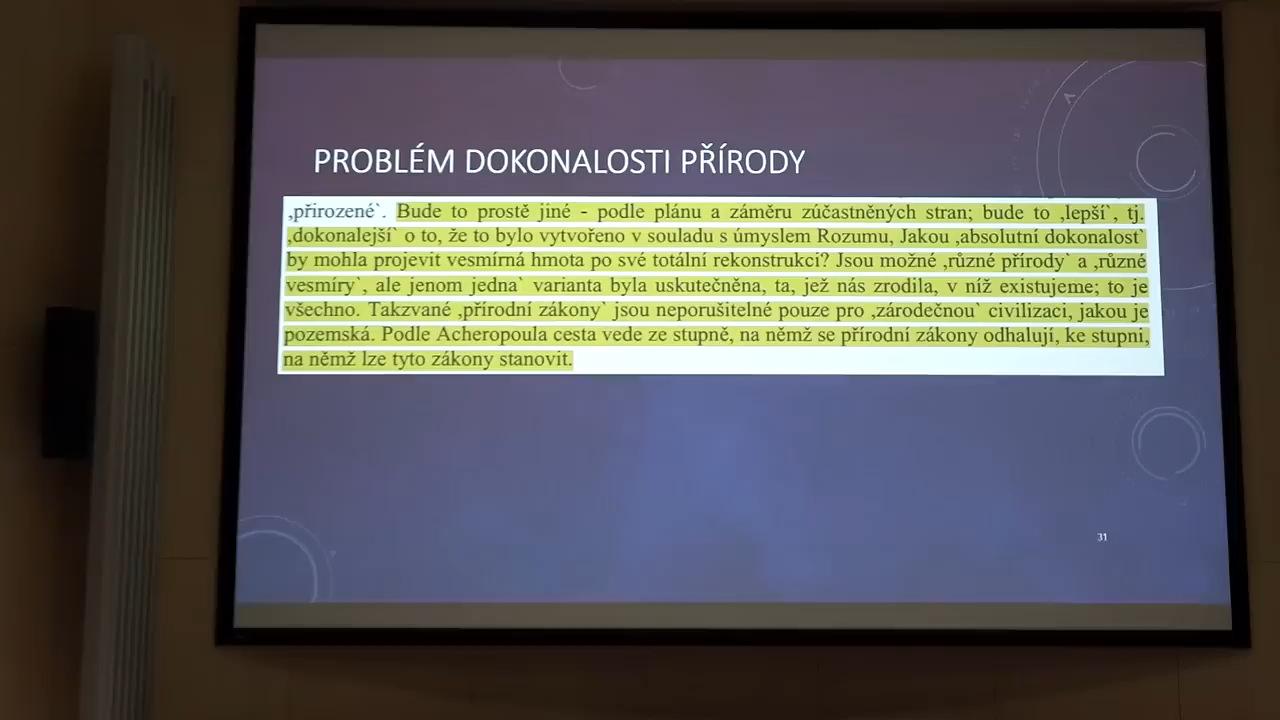 PROBLÉM DOKONALOSTI PŘÍRODY
‚přirozené`. Bude to prostě jiné - podle plánu a záměru zúčastněných stran; bude to ‚lepší`, tj.
‚dokonalejší` o to, že to bylo vytvořeno v souladu s úmyslem Rozumu, Jakou ‚absolutní dokonalost`
by mohla projevit vesmírná hmota po své totální rekonstrukci? Jsou možné ‚různé přírody` a ‚různé
vesmíry`, ale jenom jedna` varianta byla uskutečněna, ta, jež nás zrodila, v níž existujeme; to je
všechno. Takzvané ‚přírodní zákony` jsou neporušitelné pouze pro ‚zárodečnou` civilizaci, jakou je
pozemská. Podle Acheropoula cesta vede ze stupně, na němž se přírodní zákony odhalují, ke stupni,
na němž lze tyto zákony stanovit.
31